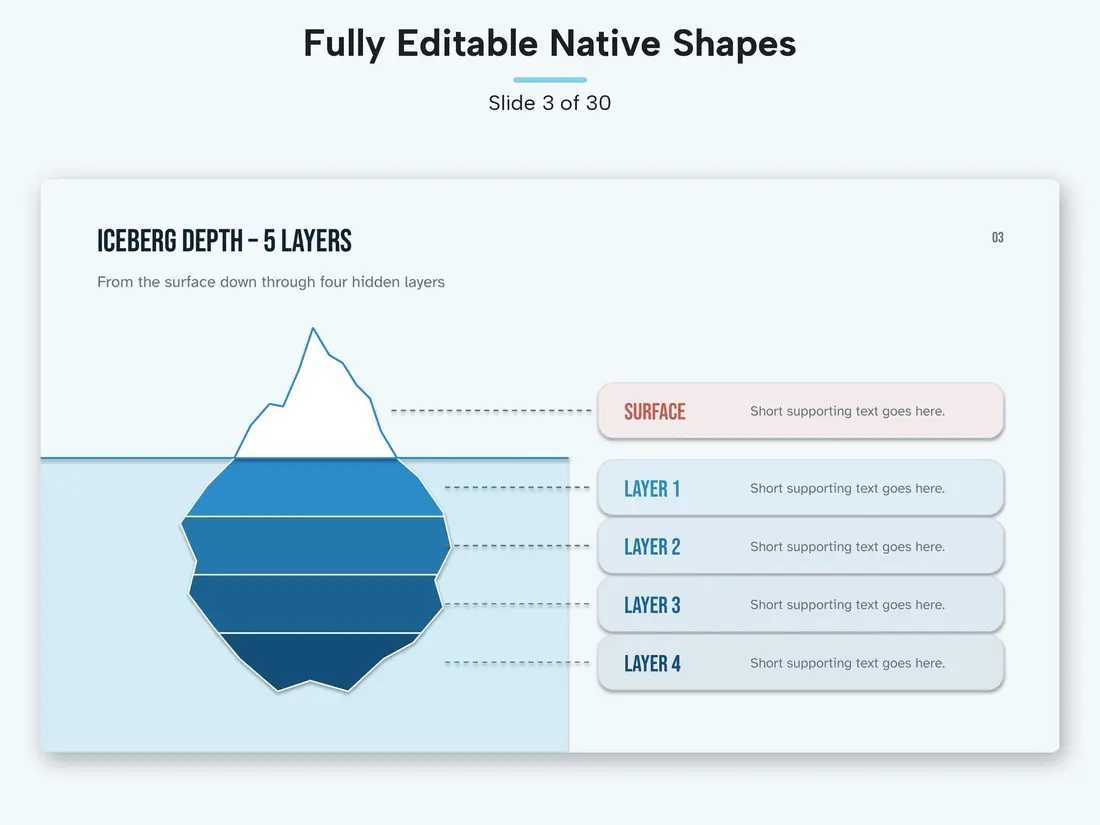 Fully Editable Native Shapes
Slide 3 of 30
ICEBERG DEPTH – 5 LAYERS
03
From the surface down through four hidden layers
SURFACE Short supporting text goes here.
LAYER 1 Short supporting text goes here.
LAYER 2 Short supporting text goes here.
LAYER 3 Short supporting text goes here.
LAYER 4 Short supporting text goes here.